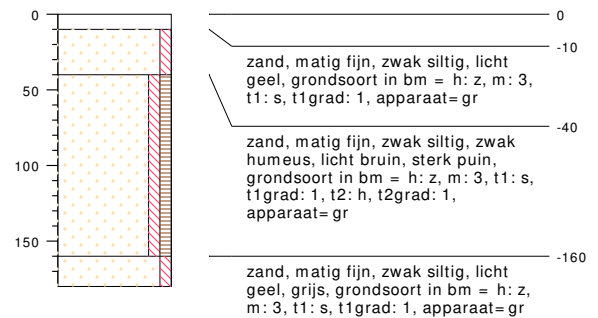 0
50
100
150
0
-10
zand, matig fijn, zwak siltig, licht
geel, grondsoort in bm = h: z, m: 3,
t1: s, t1grad: 1, apparaat=gr
-40
zand, matig fijn, zwak siltig, zwak
humeus, licht bruin, sterk puin,
grondsoort in bm = h: z, m: 3, t1: s,
t1grad: 1, t2: h, t2grad: 1,
apparaat=gr
-160
zand, matig fijn, zwak siltig, licht
geel, grijs, grondsoort in bm = h: z,
m: 3, t1: s, t1grad: 1, apparaat=gr